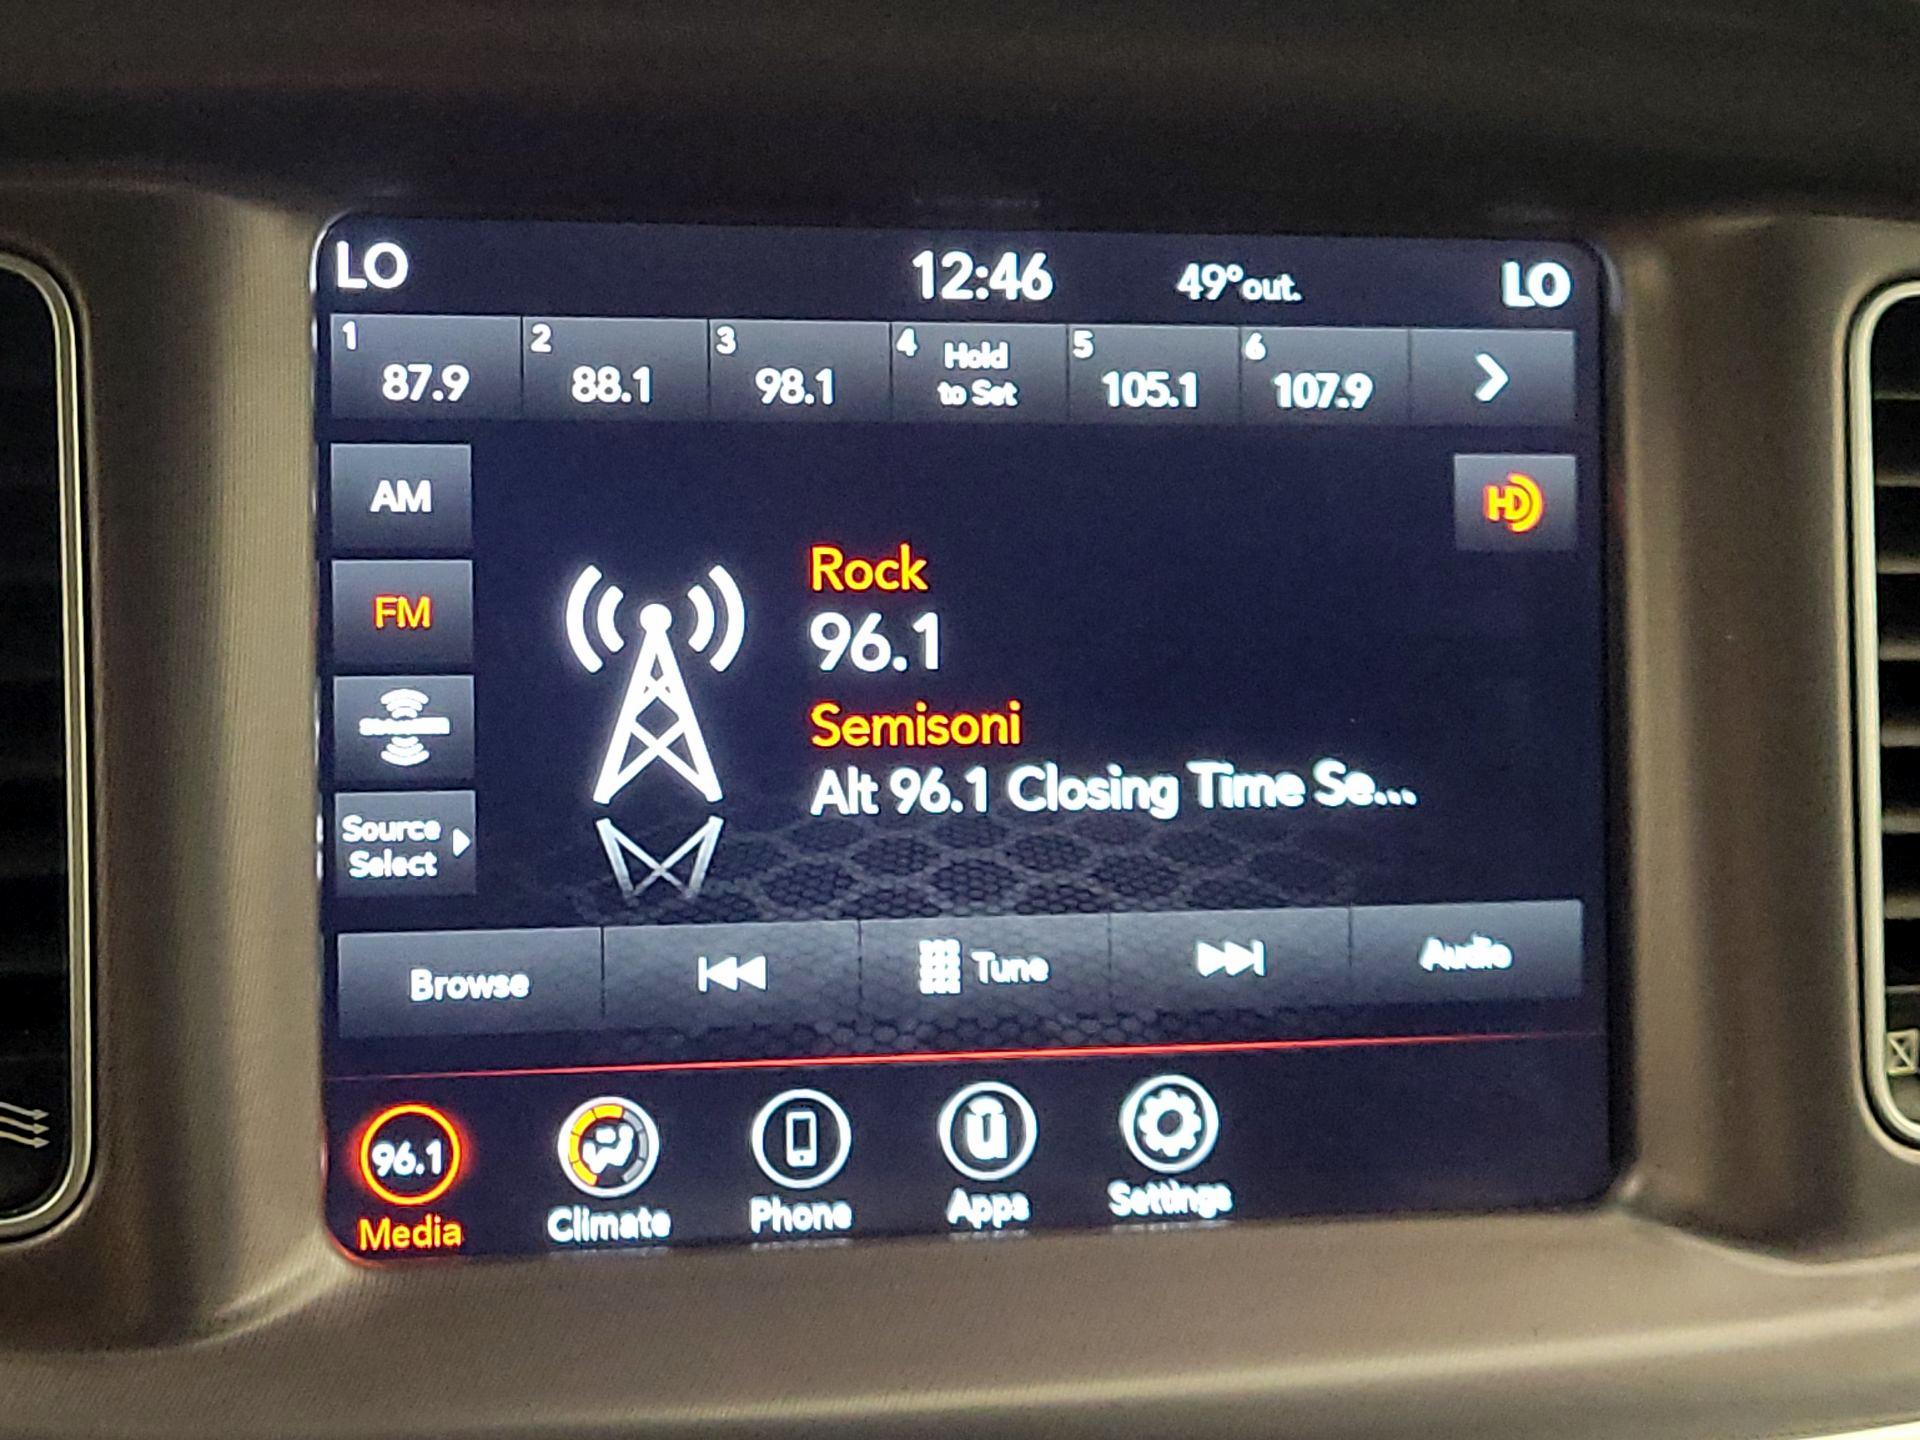 LO 12:46 49°out. LO
1 2 3 4 Hold 5 6
87.9 88.1 98.1 to Set 105.1 107.9
AM
HD
Rock
FM
96.1
Semisoni
Alt 96.1 Closing Time Se...
Source
Select
Browse Tune Audio
96.1 ü
Media Climate Phone Apps Settings